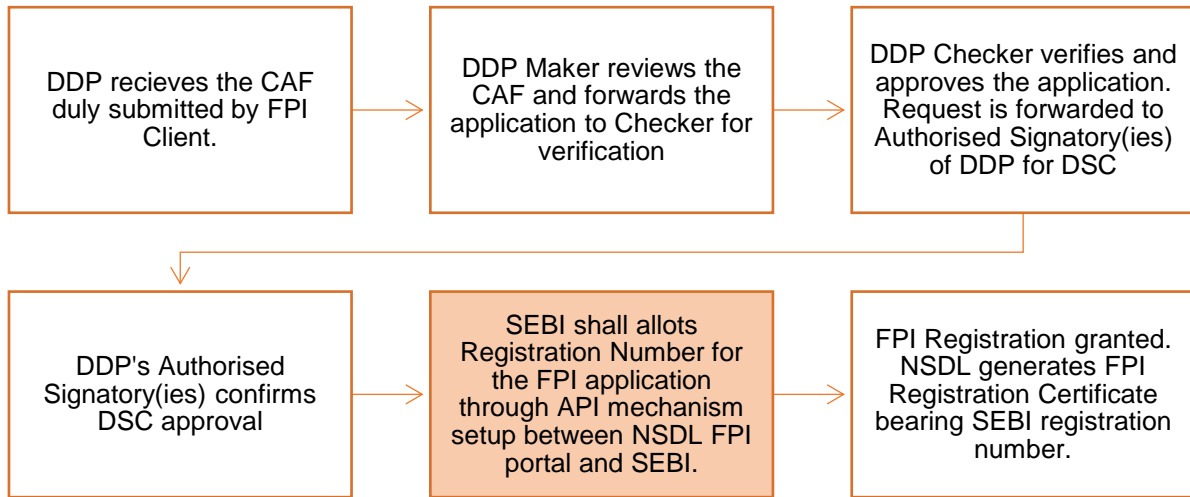 DDP recieves the CAF
duly submitted by FPI
Client.
DDP Maker reviews the
CAF and forwards the
application to Checker for
verification
DDP Checker verifies and
approves the application.
Request is forwarded to
Authorised Signatory(ies)
of DDP for DSC
DDP's Authorised
Signatory(ies) confirms
DSC approval
SEBI shall allots
Registration Number for
the FPI application
through API mechanism
setup between NSDL FPI
portal and SEBI.
FPI Registration granted.
NSDL generates FPI
Registration Certificate
bearing SEBI registration
number.